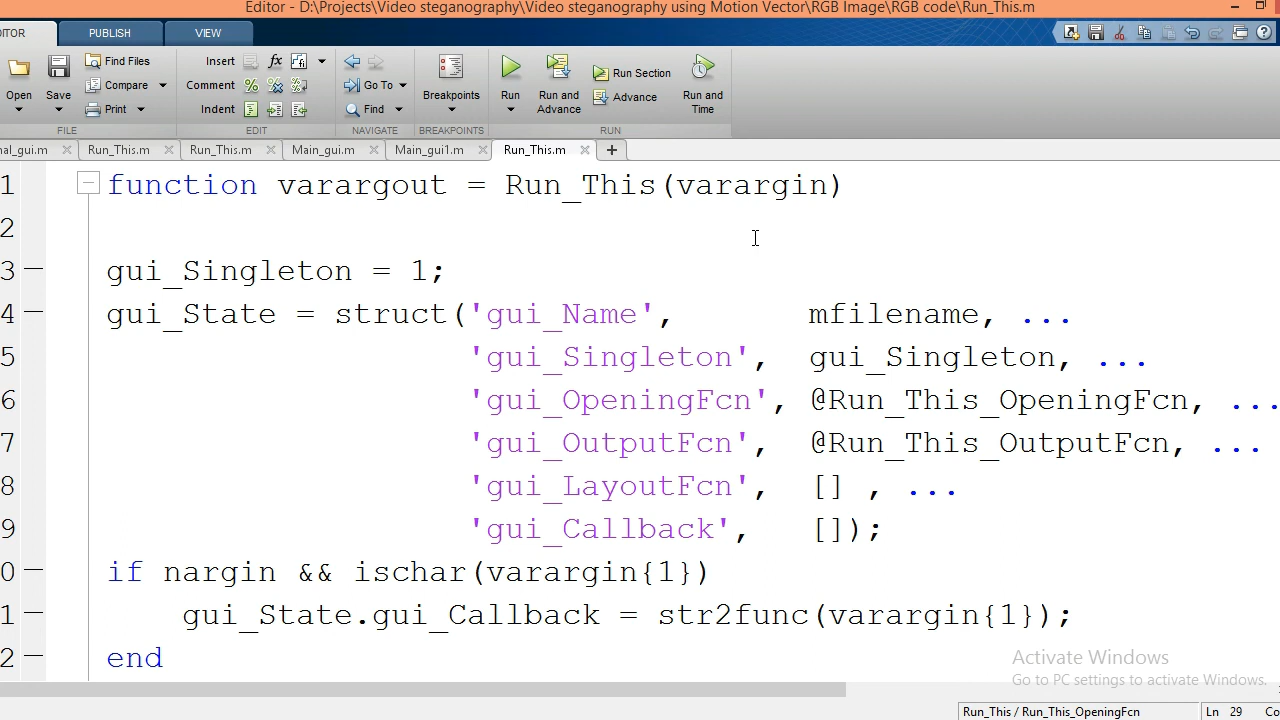 Editor - D:\Projects\Video steganography\Video steganography using Motion Vector\RGB Image\RGB code\Run_This.m
ITOR PUBLISH VIEW
Find Files Insert fx
Compare Comment Go To
Print Indent Find
Open Save Breakpoints Run Run and Advance Run Section Advance Run and Time
FILE EDIT NAVIGATE BREAKPOINTS RUN
nal_gui.m Run_This.m Run_This.m Main_gui.m Main_gui1.m Run_This.m +
1 function varargout = Run_This(varargin)
2
3 gui_Singleton = 1;
4 gui_State = struct('gui_Name', mfilename, ...
5 'gui_Singleton', gui_Singleton, ...
6 'gui_OpeningFcn', @Run_This_OpeningFcn, ...
7 'gui_OutputFcn', @Run_This_OutputFcn, ...
8 'gui_LayoutFcn', [] , ...
9 'gui_Callback', []);
0 if nargin && ischar(varargin{1})
1 gui_State.gui_Callback = str2func(varargin{1});
2 end
Activate Windows
Go to PC settings to activate Windows.
Run_This / Run_This_OpeningFcn Ln 29 Co